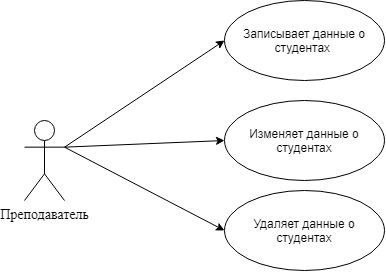 Записывает данные о
студентах
Изменяет данные о
студентах
Преподаватель
Удаляет данные о
студентах